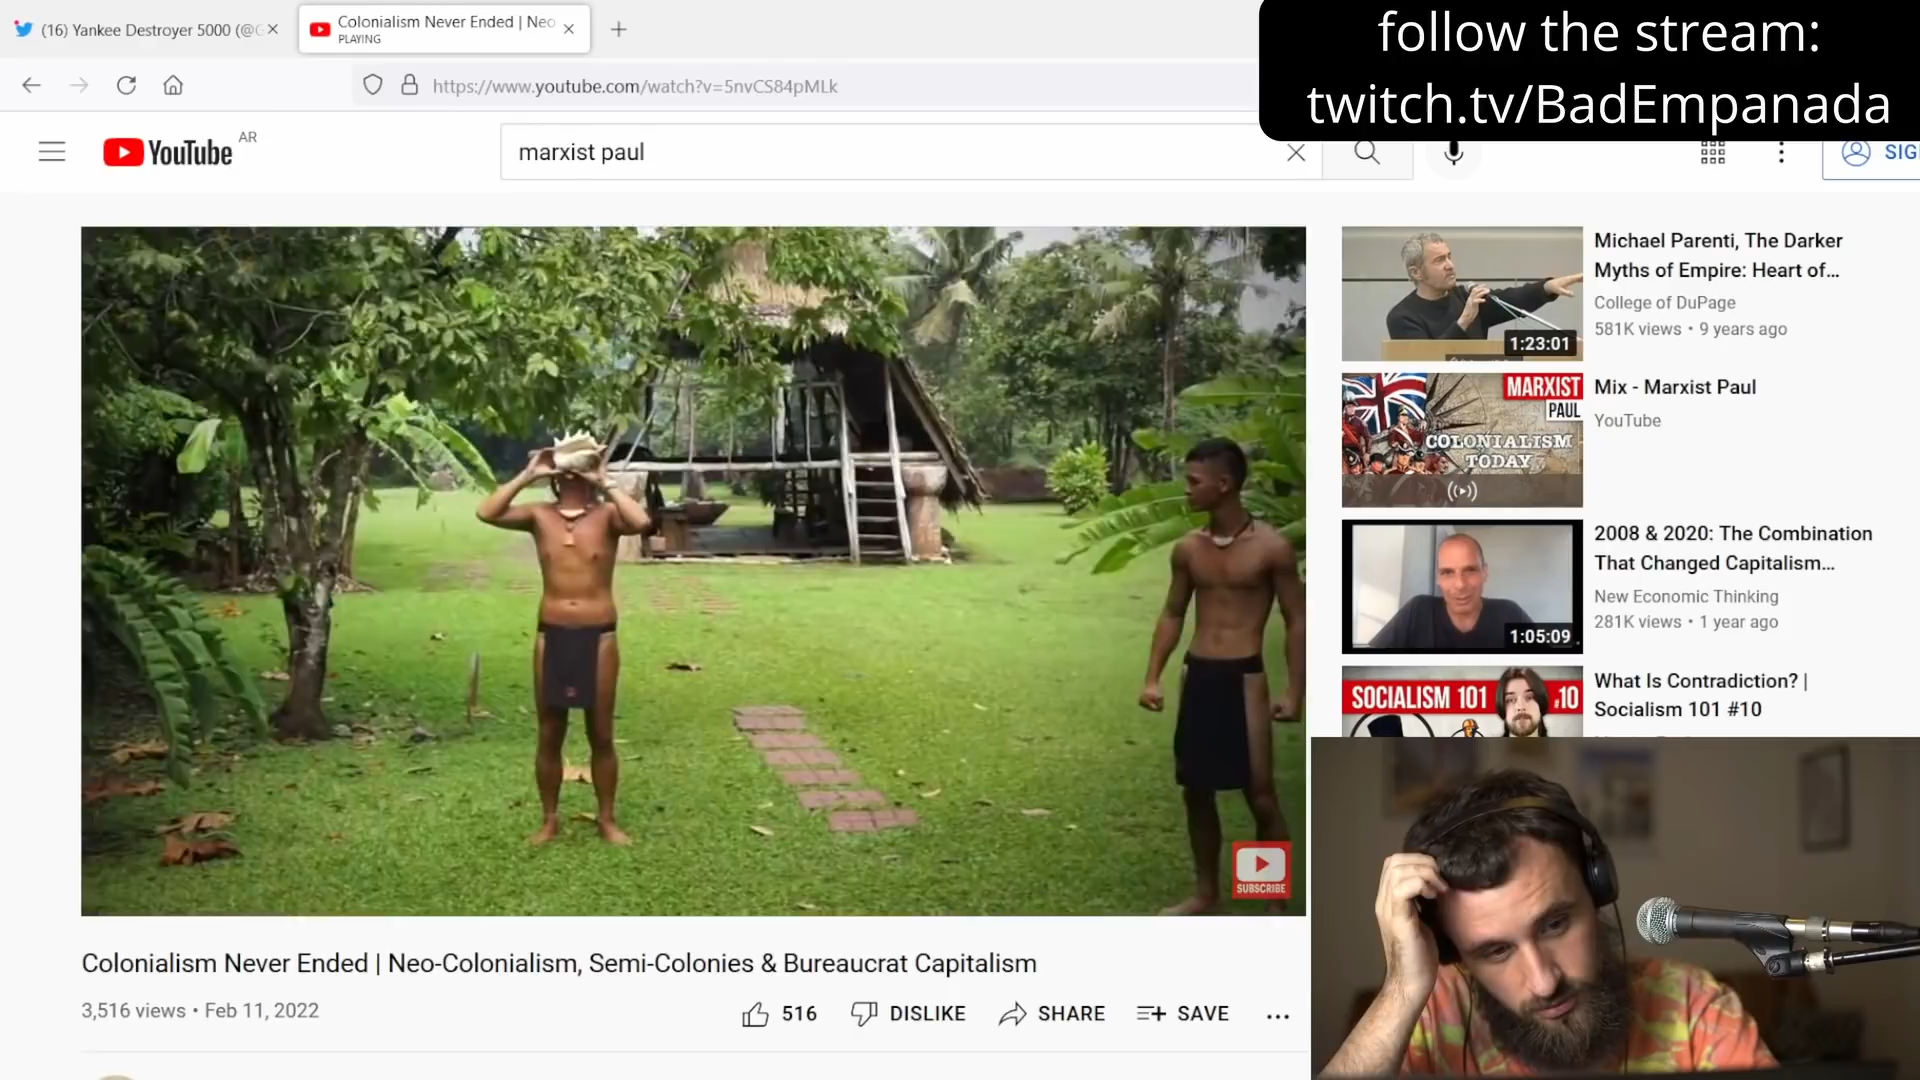 (16) Yankee Destroyer 5000 (@G
Colonialism Never Ended | Neo
PLAYING
follow the stream:
twitch.tv/BadEmpanada
https://www.youtube.com/watch?v=5nvCS84pMLk
YouTube
AR
marxist paul
SIG
Michael Parenti, The Darker
Myths of Empire: Heart of...
College of DuPage
581K views • 9 years ago
1:23:01
MARXIST
PAUL
COLONIALISM
TODAY
Mix - Marxist Paul
YouTube
2008 & 2020: The Combination
That Changed Capitalism...
New Economic Thinking
281K views • 1 year ago
1:05:09
SOCIALISM 101
#10
What Is Contradiction? |
Socialism 101 #10
SUBSCRIBE
Colonialism Never Ended | Neo-Colonialism, Semi-Colonies & Bureaucrat Capitalism
3,516 views • Feb 11, 2022
516
DISLIKE
SHARE
SAVE